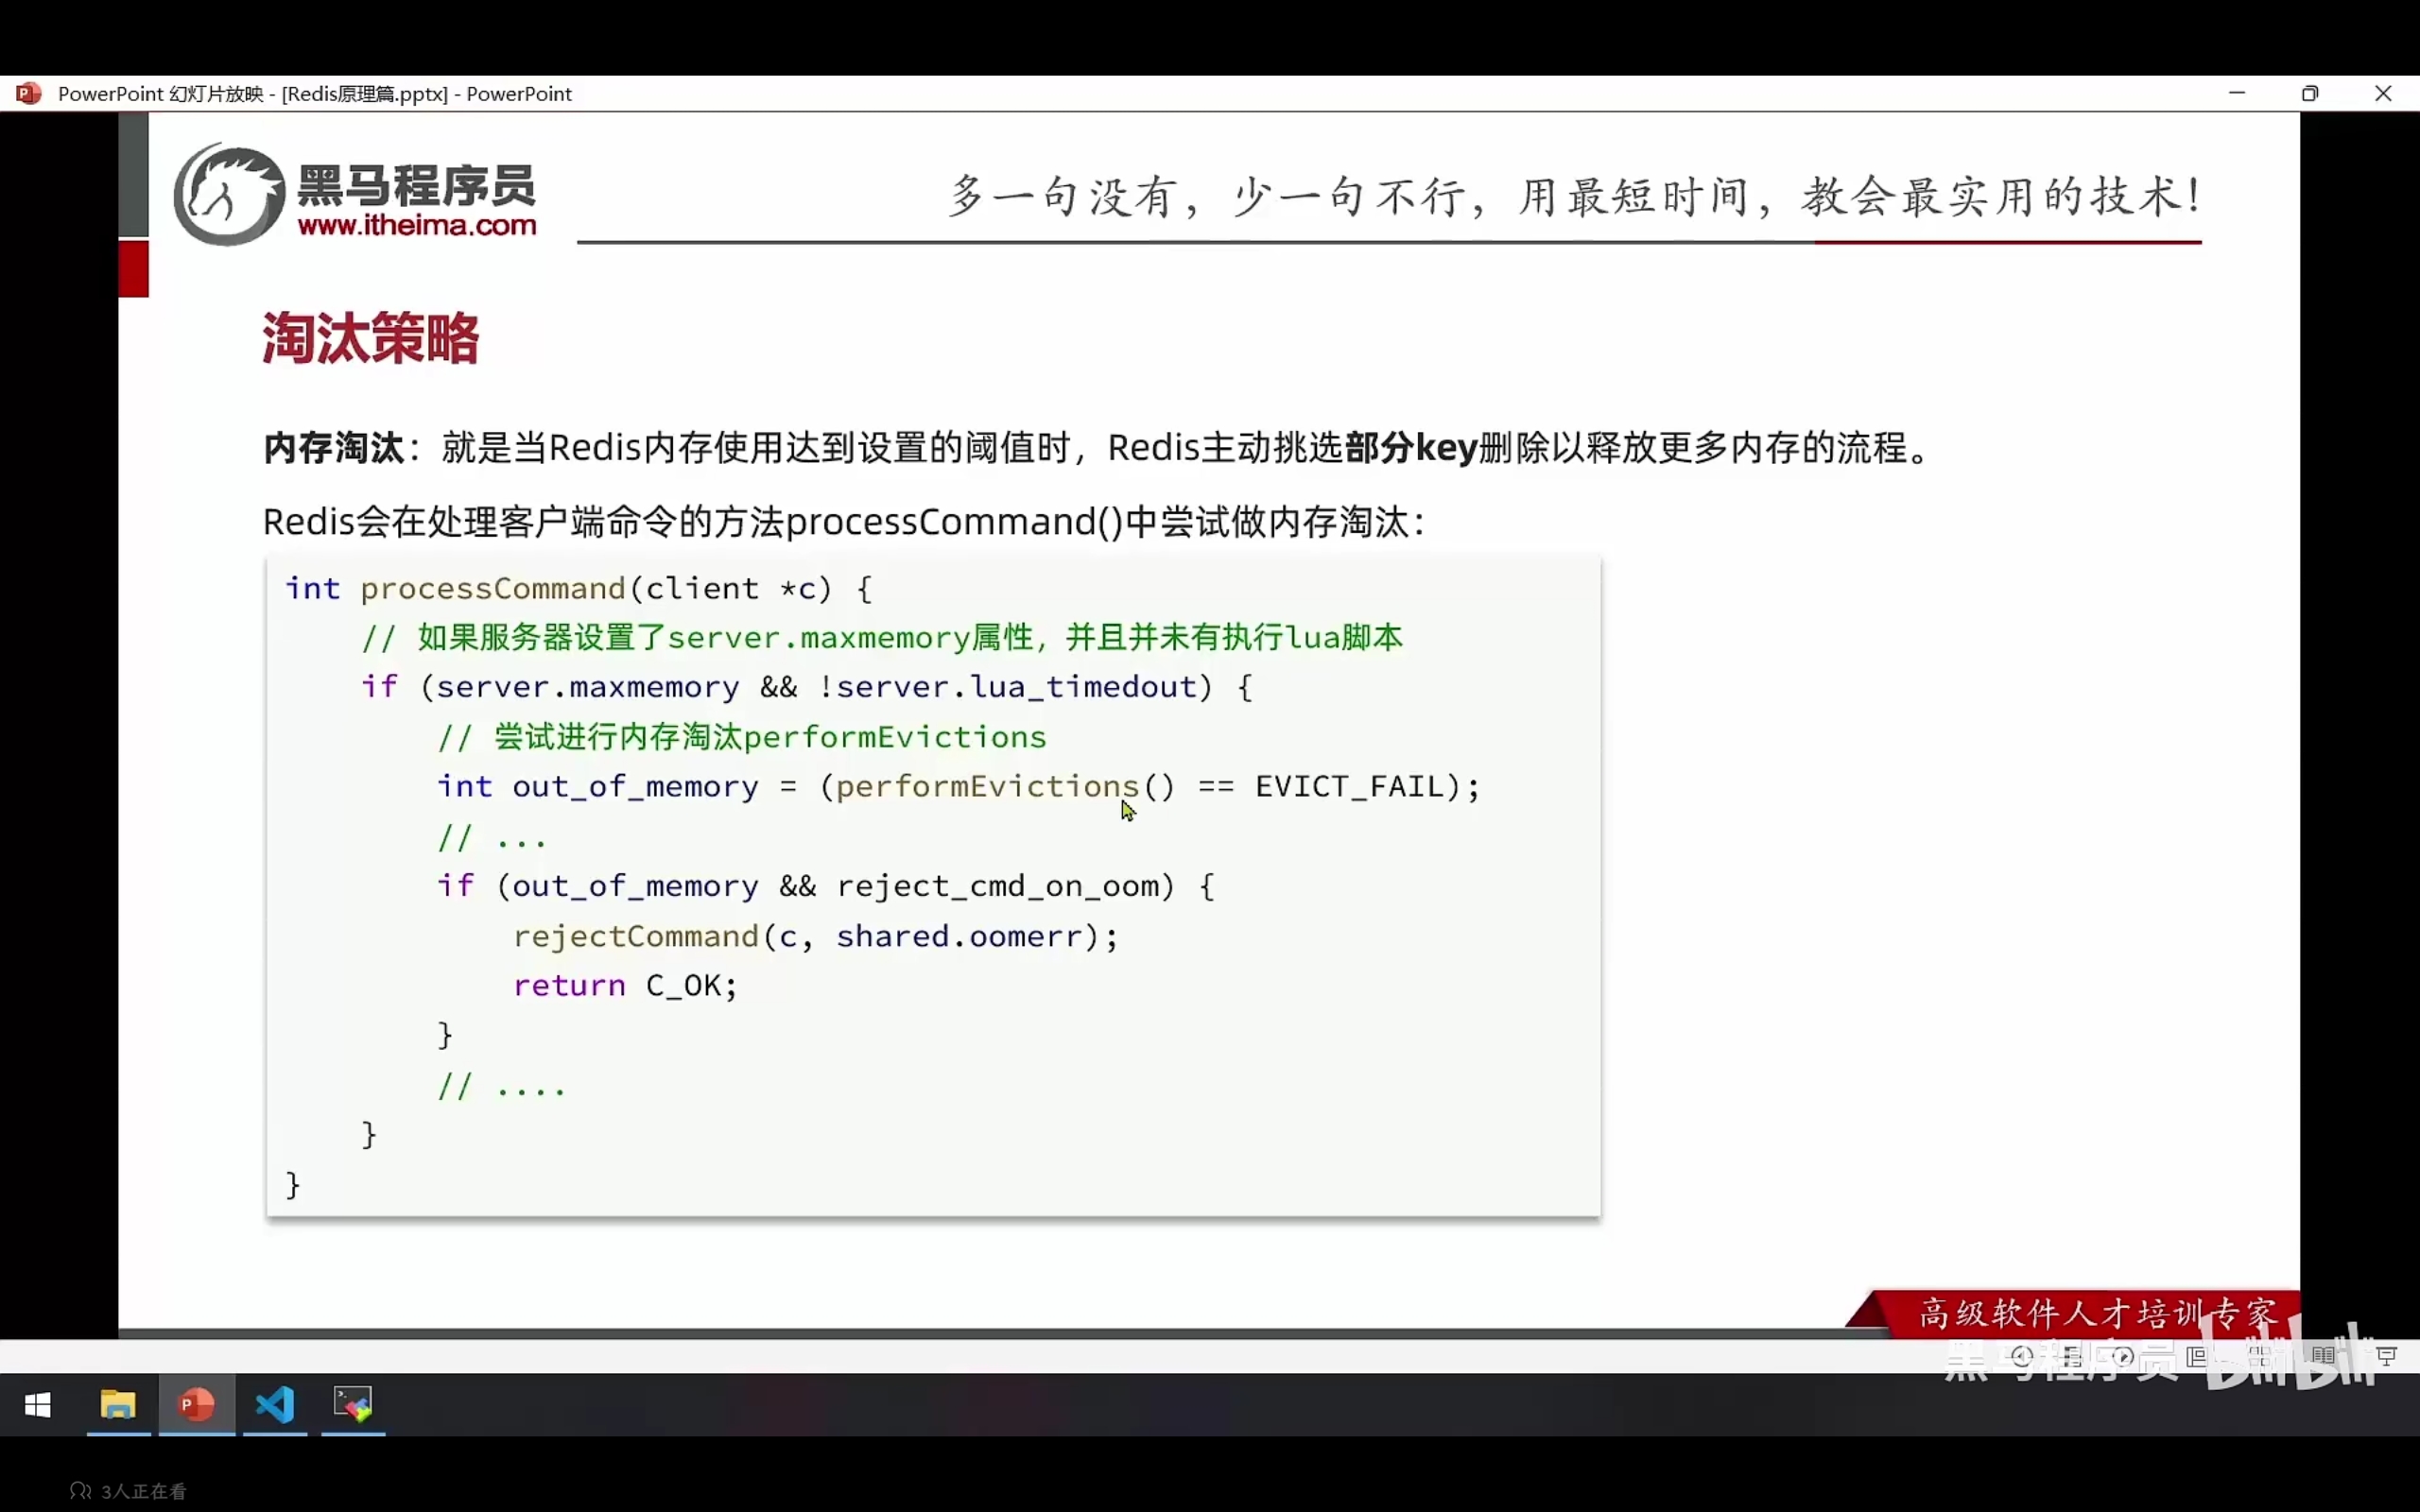 PowerPoint 幻灯片放映 - [Redis原理篇.pptx] - PowerPoint
黑马程序员
www.itheima.com
多一句没有，少一句不行，用最短时间，教会最实用的技术！
淘汰策略
内存淘汰：就是当Redis内存使用达到设置的阈值时，Redis主动挑选部分key删除以释放更多内存的流程。
Redis会在处理客户端命令的方法processCommand()中尝试做内存淘汰：
int processCommand(client *c) {
// 如果服务器设置了server.maxmemory属性，并且并未有执行lua脚本
if (server.maxmemory && !server.lua_timedout) {
// 尝试进行内存淘汰performEvictions
int out_of_memory = (performEvictions() == EVICT_FAIL);
// ...
if (out_of_memory && reject_cmd_on_oom) {
rejectCommand(c, shared.oomerr);
return C_OK;
}
// ....
}
}
高级软件人才培训专家
黑马程序员 bilibili
3人正在看